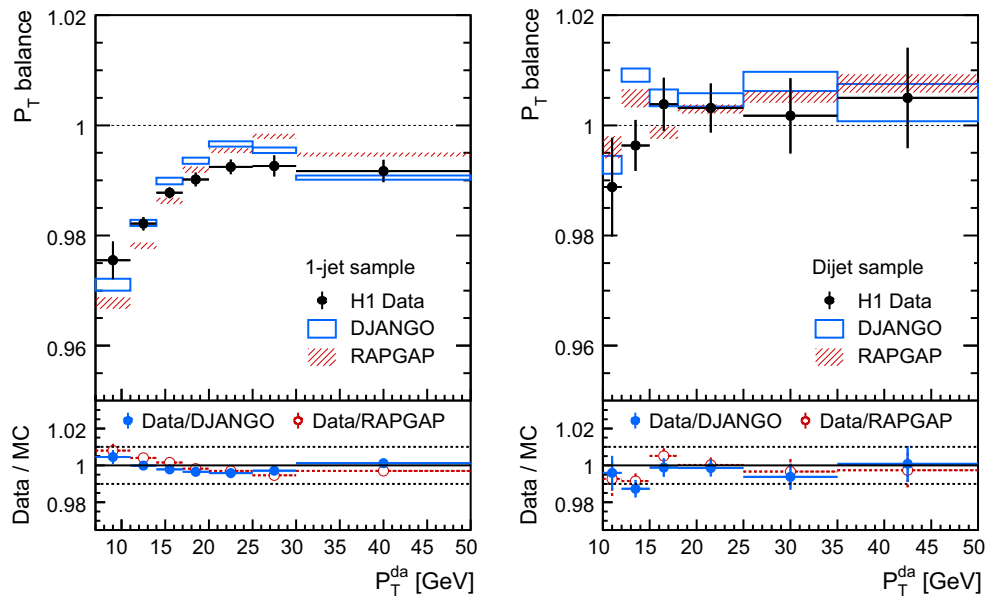 P_T balance
1.02
1
0.98
0.96
1-jet sample
H1 Data
DJANGO
RAPGAP
Data / MC
1.02
1
0.98
Data/DJANGO
Data/RAPGAP
10 15 20 25 30 35 40 45 50
P_T^da [GeV]
P_T balance
1.02
1
0.98
0.96
Dijet sample
H1 Data
DJANGO
RAPGAP
Data / MC
1.02
1
0.98
Data/DJANGO
Data/RAPGAP
10 15 20 25 30 35 40 45 50
P_T^da [GeV]